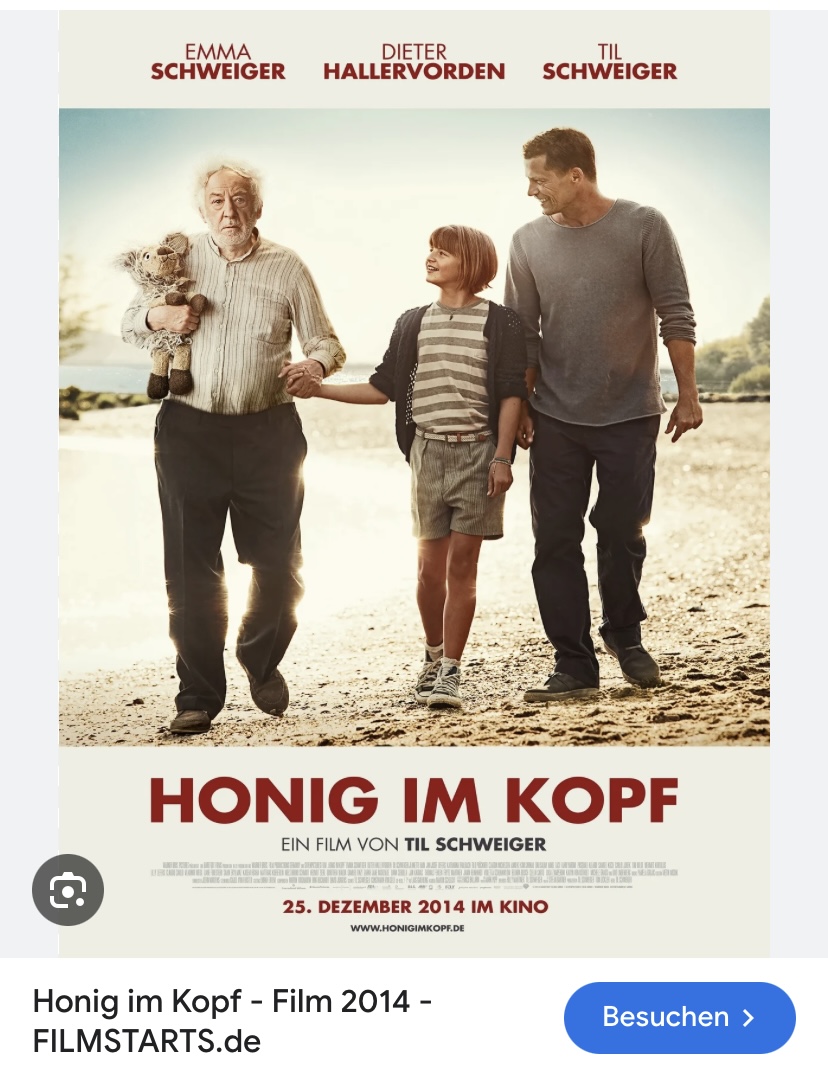 EMMA DIETER TIL
SCHWEIGER HALLERVORDEN SCHWEIGER
HONIG IM KOPF
EIN FILM VON TIL SCHWEIGER
25. DEZEMBER 2014 IM KINO
WWW.HONIGIMKOPF.DE
Honig im Kopf - Film 2014 -
FILMSTARTS.de
Besuchen